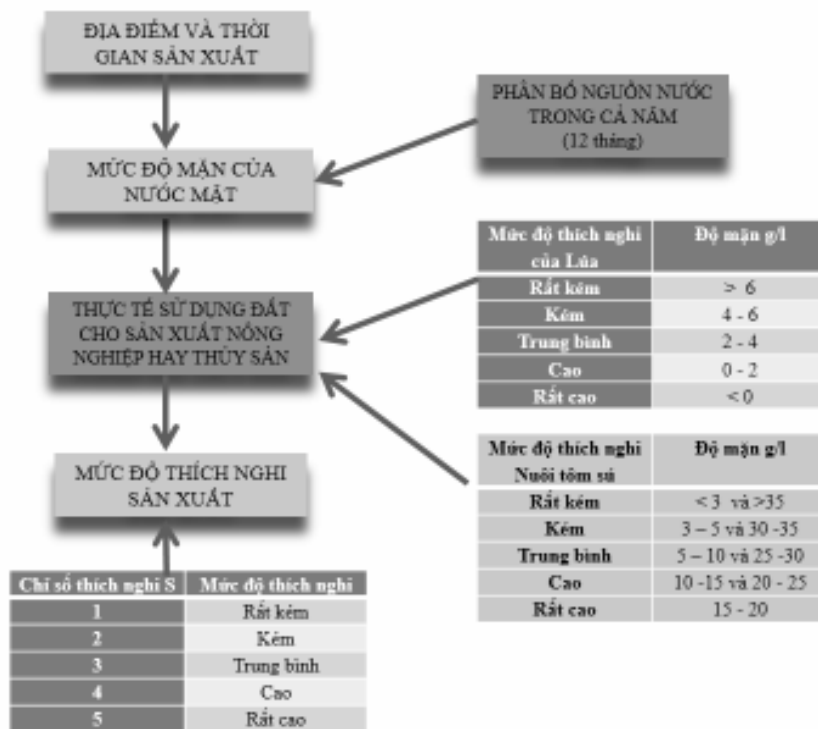 ĐỊA ĐIỂM VÀ THỜI
GIAN SẢN XUẤT
PHÂN BỐ NGUỒN NƯỚC
TRONG CẢ NĂM
(12 tháng)
MỨC ĐỘ MẶN CỦA
NƯỚC MẶT
Mức độ thích nghi Độ mặn g/l
của Lúa
Rất kém > 6
Kém 4 - 6
Trung bình 2 - 4
Cao 0 - 2
Rất cao < 0
THỰC TẾ SỬ DỤNG ĐẤT
CHO SẢN XUẤT NÔNG
NGHIỆP HAY THỦY SẢN
Mức độ thích nghi Độ mặn g/l
Nuôi tôm sú
Rất kém < 3 và >35
Kém 3 – 5 và 30 -35
Trung bình 5 – 10 và 25 -30
Cao 10 -15 và 20 - 25
Rất cao 15 - 20
MỨC ĐỘ THÍCH NGHI
SẢN XUẤT
Chỉ số thích nghi S Mức độ thích nghi
1 Rất kém
2 Kém
3 Trung bình
4 Cao
5 Rất cao